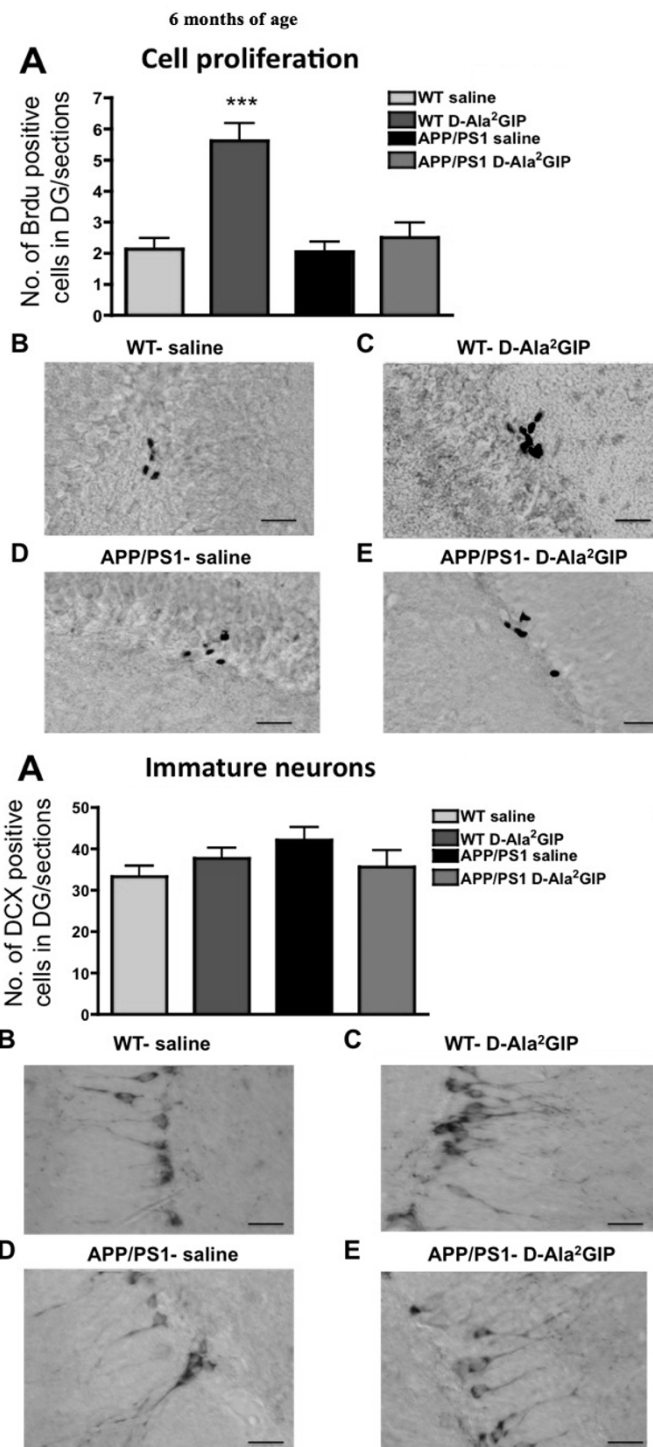 6 months of age
A
Cell proliferation
No. of Brdu positive
cells in DG/sections
7
6
5
4
3
2
1
0
***
WT saline
WT D-Ala²GIP
APP/PS1 saline
APP/PS1 D-Ala²GIP
B
WT- saline
C
WT- D-Ala²GIP
D
APP/PS1- saline
E
APP/PS1- D-Ala²GIP
A
Immature neurons
No. of DCX positive
cells in DG/sections
50
40
30
20
10
0
WT saline
WT D-Ala²GIP
APP/PS1 saline
APP/PS1 D-Ala²GIP
B
WT- saline
C
WT- D-Ala²GIP
D
APP/PS1- saline
E
APP/PS1- D-Ala²GIP